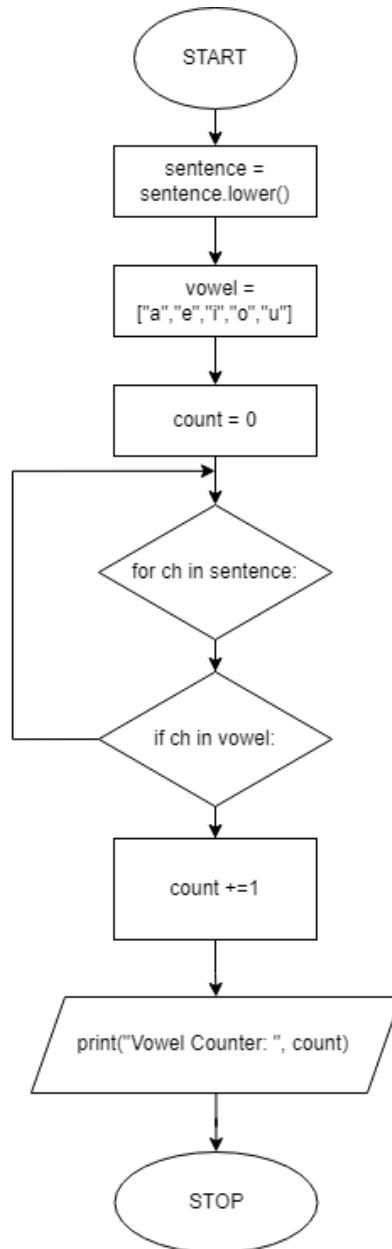 START
sentence =
sentence.lower()
vowel =
["a","e","i","o","u"]
count = 0
for ch in sentence:
if ch in vowel:
count +=1
print("Vowel Counter: ", count)
STOP